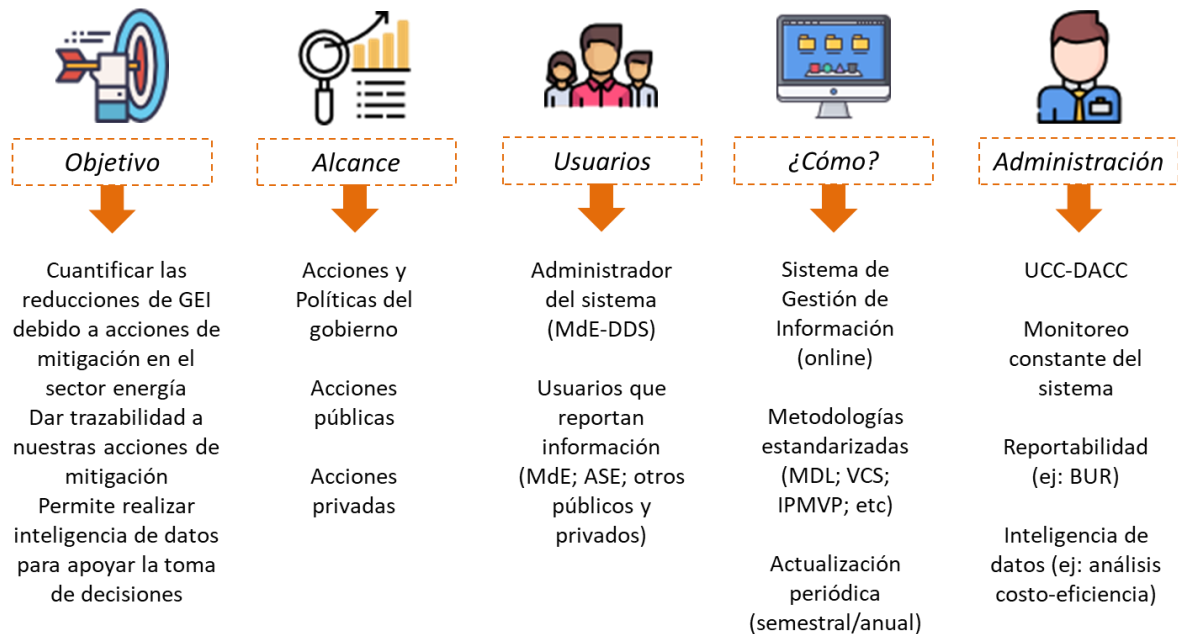 Objetivo
Cuantificar las
reducciones de GEI
debido a acciones de
mitigación en el
sector energía
Dar trazabilidad a
nuestras acciones de
mitigación
Permite realizar
inteligencia de datos
para apoyar la toma
de decisiones
Alcance
Acciones y
Políticas del
gobierno
Acciones
públicas
Acciones
privadas
Usuarios
Administrador
del sistema
(MdE-DDS)
Usuarios que
reportan
información
(MdE; ASE; otros
públicos y
privados)
¿Cómo?
Sistema de
Gestión de
Información
(online)
Metodologías
estandarizadas
(MDL; VCS;
IPMVP; etc)
Actualización
periódica
(semestral/anual)
Administración
UCC-DACC
Monitoreo
constante del
sistema
Reportabilidad
(ej: BUR)
Inteligencia de
datos (ej: análisis
costo-eficiencia)